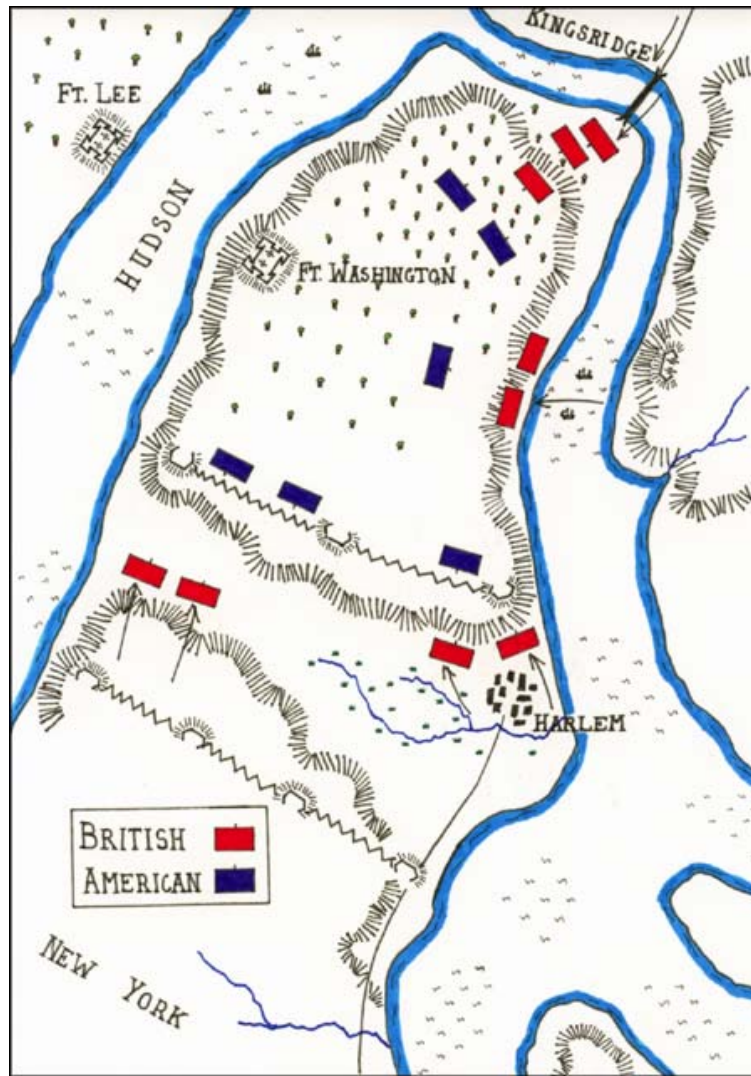 KINGSRIDGE
FT. LEE
HUDSON
FT. WASHINGTON
HARLEM
BRITISH
AMERICAN
NEW YORK